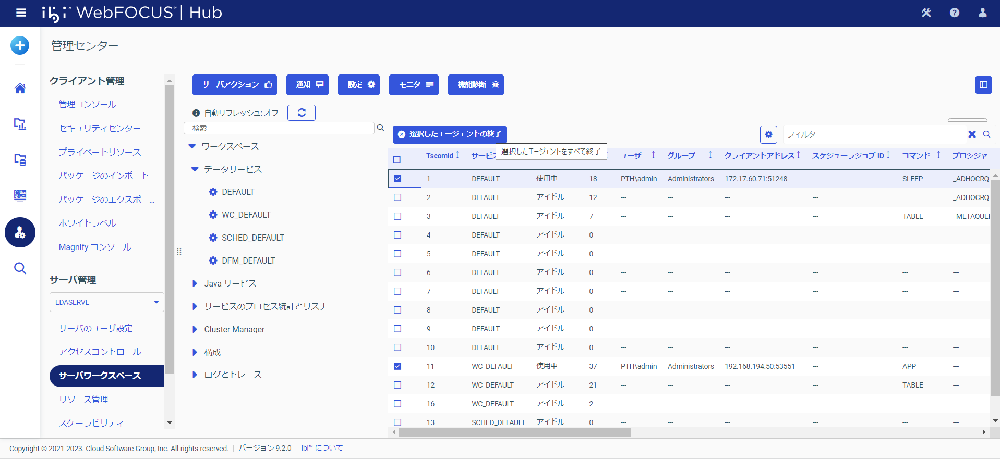 ibi™ WebFOCUS® | Hub
管理センター
クライアント管理
管理コンソール
セキュリティセンター
プライベートリソース
パッケージのインポート
パッケージのエクスポー...
ホワイトラベル
Magnify コンソール
サーバ管理
EDASERVE
サーバのユーザ設定
アクセスコントロール
サーバワークスペース
リソース管理
スケーラビリティ
サーバアクション 通知 設定 モニタ 機能診断
自動リフレッシュ: オフ
検索
ワークスペース
データサービス
DEFAULT
WC_DEFAULT
SCHED_DEFAULT
DFM_DEFAULT
Java サービス
サービスのプロセス統計とリスナ
Cluster Manager
構成
ログとトレース
選択したエージェントの終了 フィルタ
選択したエージェントをすべて終了
Tscomid サービ ユーザ グループ クライアントアドレス スケジューラジョブ ID コマンド プロシジャ
1 DEFAULT 使用中 18 PTH\admin Administrators 172.17.60.71:51248 --- SLEEP _ADHOCRQ
2 DEFAULT アイドル 12 --- --- --- --- _ADHOCRQ
3 DEFAULT アイドル 7 --- --- --- --- TABLE _METAQUER
4 DEFAULT アイドル 0 --- --- --- --- --- ---
5 DEFAULT アイドル 0 --- --- --- --- --- ---
6 DEFAULT アイドル 0 --- --- --- --- --- ---
7 DEFAULT アイドル 0 --- --- --- --- --- ---
8 DEFAULT アイドル 0 --- --- --- --- --- ---
9 DEFAULT アイドル 0 --- --- --- --- --- ---
10 DEFAULT アイドル 0 --- --- --- --- --- ---
11 WC_DEFAULT 使用中 37 PTH\admin Administrators 192.168.194.50:53551 --- APP ---
12 WC_DEFAULT アイドル 21 --- --- --- --- TABLE ---
16 WC_DEFAULT アイドル 2 --- --- --- --- ---
13 SCHED_DEFAULT アイドル 0 --- --- --- --- --- ---
Copyright © 2021-2023. Cloud Software Group, Inc. All rights reserved. | バージョン 9.2.0 | ibi™ について